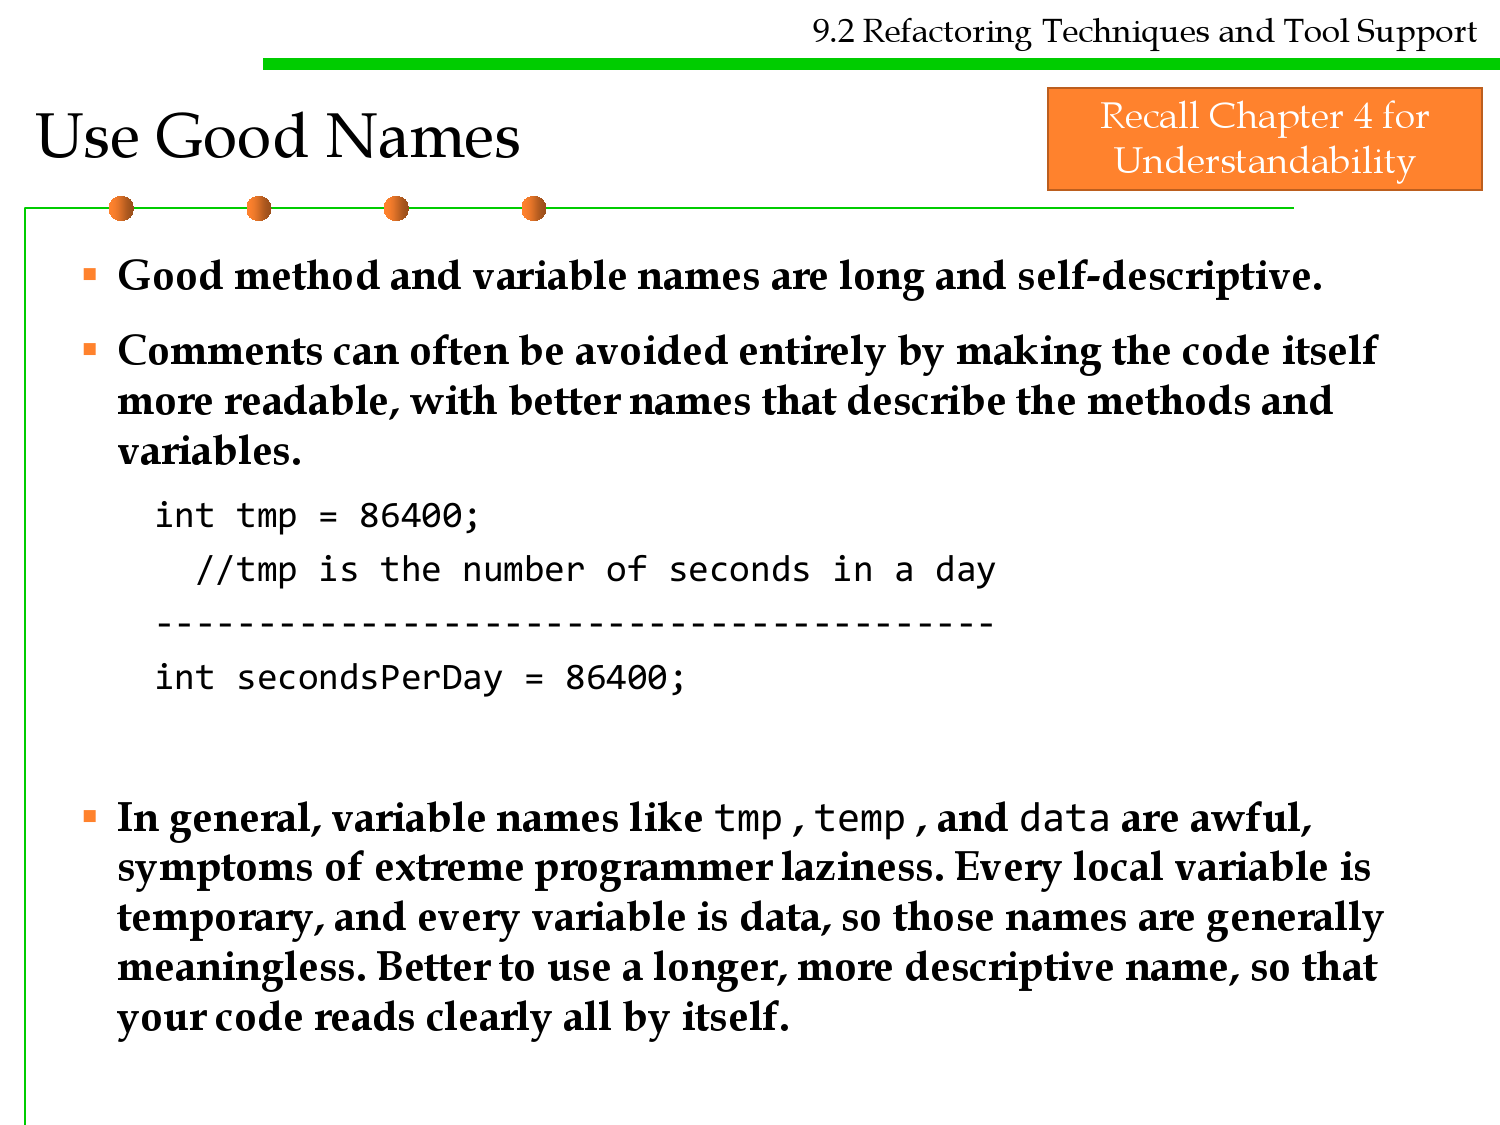 9.2 Refactoring Techniques and Tool Support
Use Good Names
Recall Chapter 4 for
Understandability
▪ Good method and variable names are long and self-descriptive.
▪ Comments can often be avoided entirely by making the code itself
more readable, with better names that describe the methods and
variables.
int tmp = 86400;
//tmp is the number of seconds in a day
-----------------------------------------
int secondsPerDay = 86400;
▪ In general, variable names like tmp , temp , and data are awful,
symptoms of extreme programmer laziness. Every local variable is
temporary, and every variable is data, so those names are generally
meaningless. Better to use a longer, more descriptive name, so that
your code reads clearly all by itself.